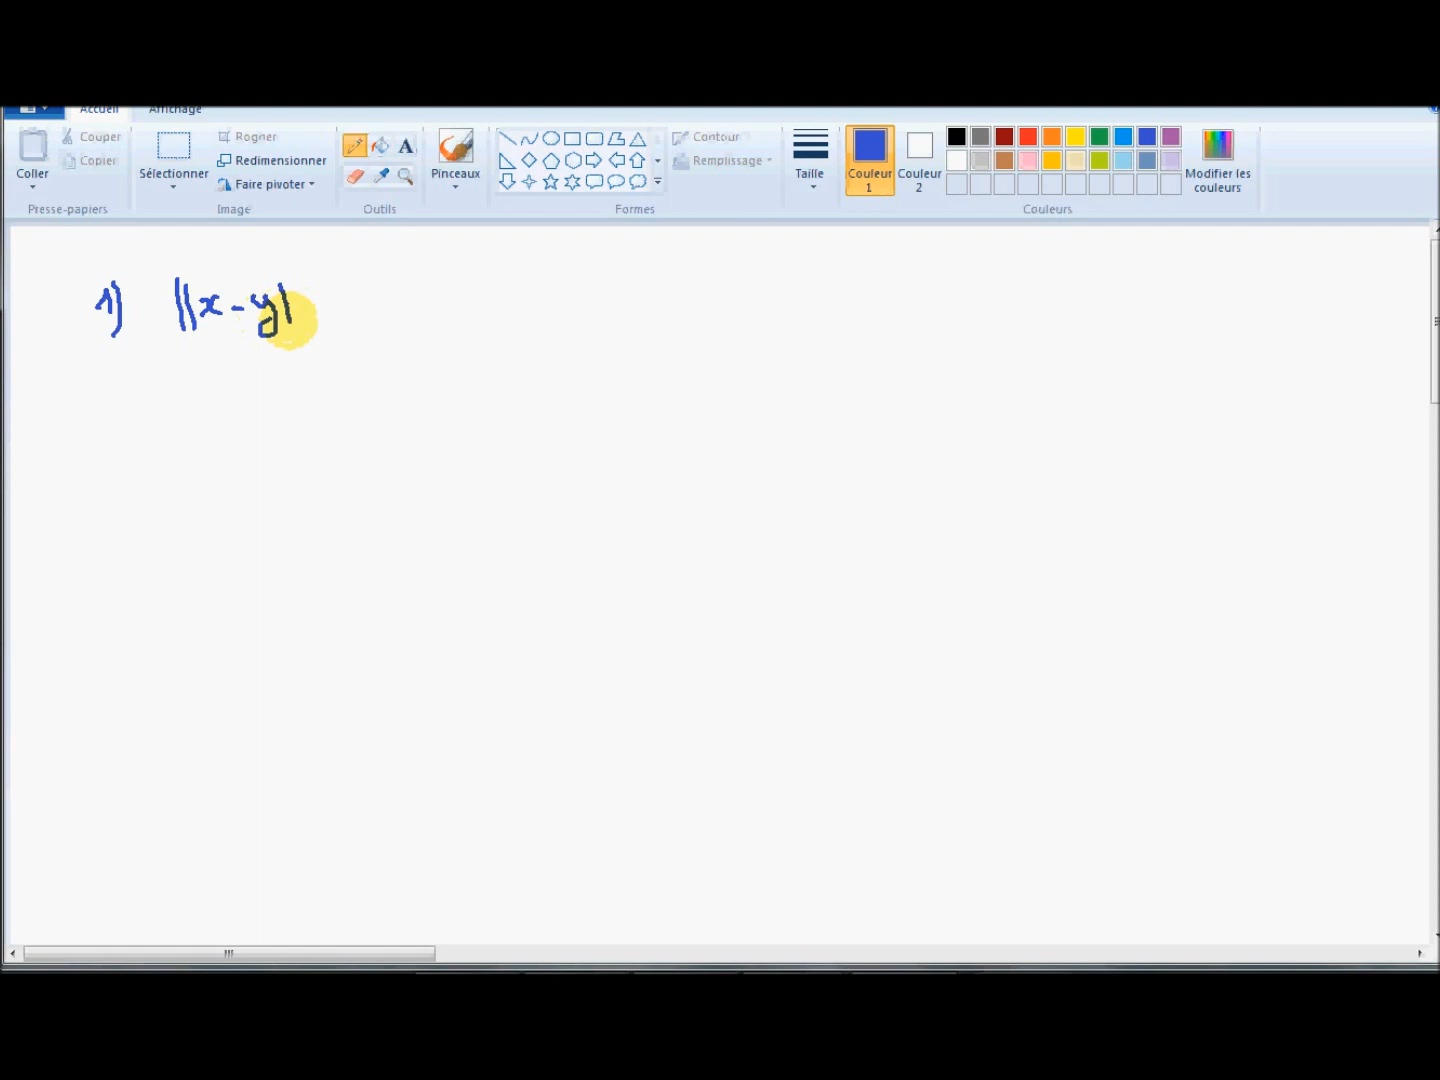 Accueil Affichage
Couper
Copier
Coller
Presse-papiers
Sélectionner
Rogner
Redimensionner
Faire pivoter
Image
A
Outils
Pinceaux
Formes
Contour
Remplissage
Taille
Couleur 1
Couleur 2
Modifier les couleurs
Couleurs
1) ||x - y|